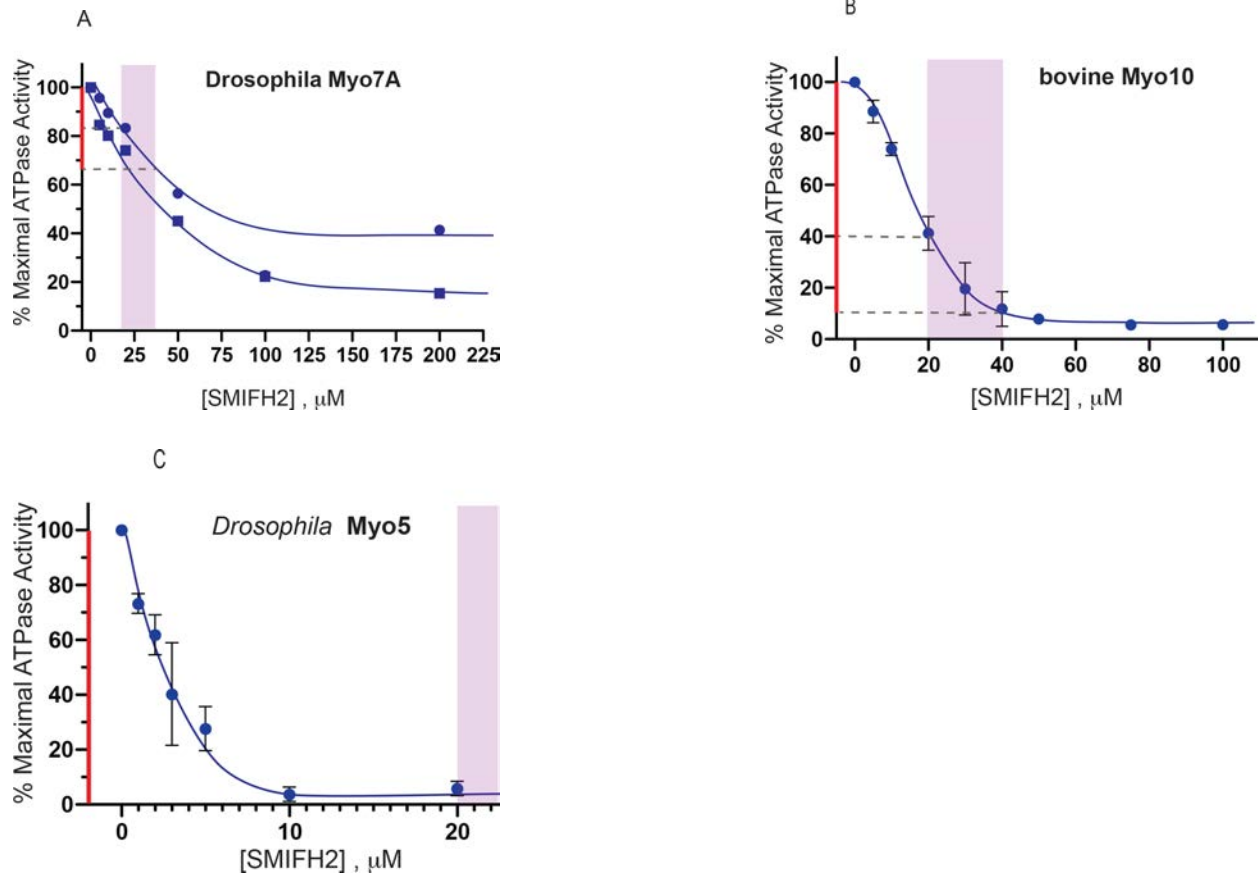 A
Drosophila Myo7A
% Maximal ATPase Activity
100
80
60
40
20
0
0 25 50 75 100 125 150 175 200 225
[SMIFH2] , μM
B
bovine Myo10
% Maximal ATPase Activity
100
80
60
40
20
0
0 20 40 60 80 100
[SMIFH2] , μM
C
Drosophila Myo5
% Maximal ATPase Activity
100
80
60
40
20
0
0 10 20
[SMIFH2] , μM